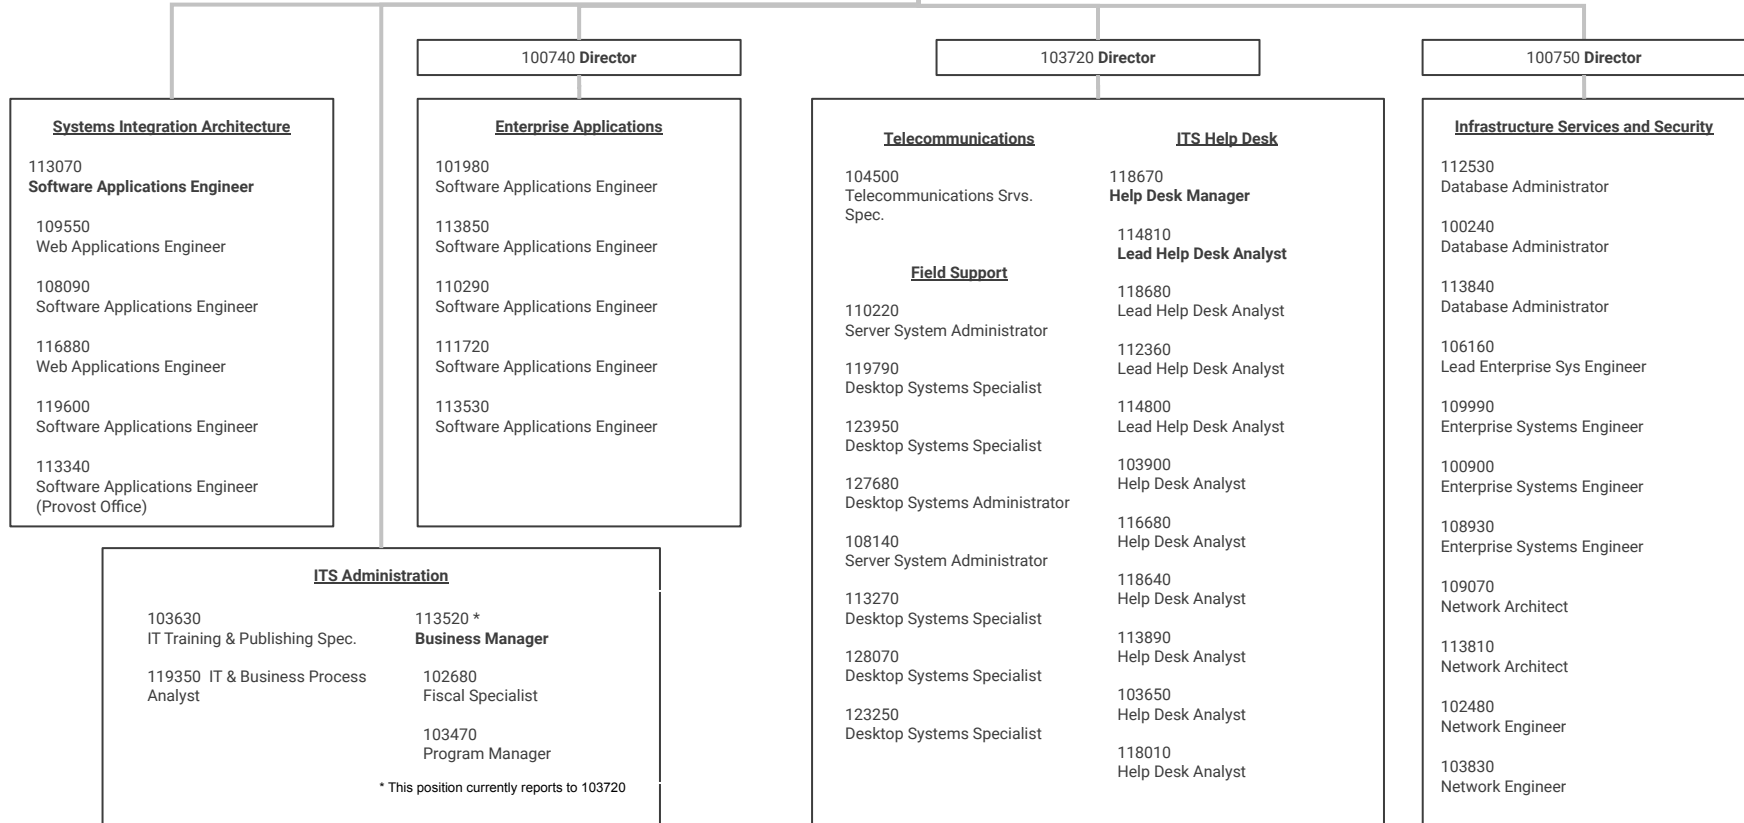 100740 Director
103720 Director
100750 Director
Systems Integration Architecture
113070
Software Applications Engineer
109550
Web Applications Engineer
108090
Software Applications Engineer
116880
Web Applications Engineer
119600
Software Applications Engineer
113340
Software Applications Engineer
(Provost Office)
Enterprise Applications
101980
Software Applications Engineer
113850
Software Applications Engineer
110290
Software Applications Engineer
111720
Software Applications Engineer
113530
Software Applications Engineer
ITS Administration
103630
IT Training & Publishing Spec.
119350 IT & Business Process
Analyst
113520 *
Business Manager
102680
Fiscal Specialist
103470
Program Manager
* This position currently reports to 103720
Telecommunications
104500
Telecommunications Srvs.
Spec.
Field Support
110220
Server System Administrator
119790
Desktop Systems Specialist
123950
Desktop Systems Specialist
127680
Desktop Systems Administrator
108140
Server System Administrator
113270
Desktop Systems Specialist
128070
Desktop Systems Specialist
123250
Desktop Systems Specialist
ITS Help Desk
118670
Help Desk Manager
114810
Lead Help Desk Analyst
118680
Lead Help Desk Analyst
112360
Lead Help Desk Analyst
114800
Lead Help Desk Analyst
103900
Help Desk Analyst
116680
Help Desk Analyst
118640
Help Desk Analyst
113890
Help Desk Analyst
103650
Help Desk Analyst
118010
Help Desk Analyst
Infrastructure Services and Security
112530
Database Administrator
100240
Database Administrator
113840
Database Administrator
106160
Lead Enterprise Sys Engineer
109990
Enterprise Systems Engineer
100900
Enterprise Systems Engineer
108930
Enterprise Systems Engineer
109070
Network Architect
113810
Network Architect
102480
Network Engineer
103830
Network Engineer